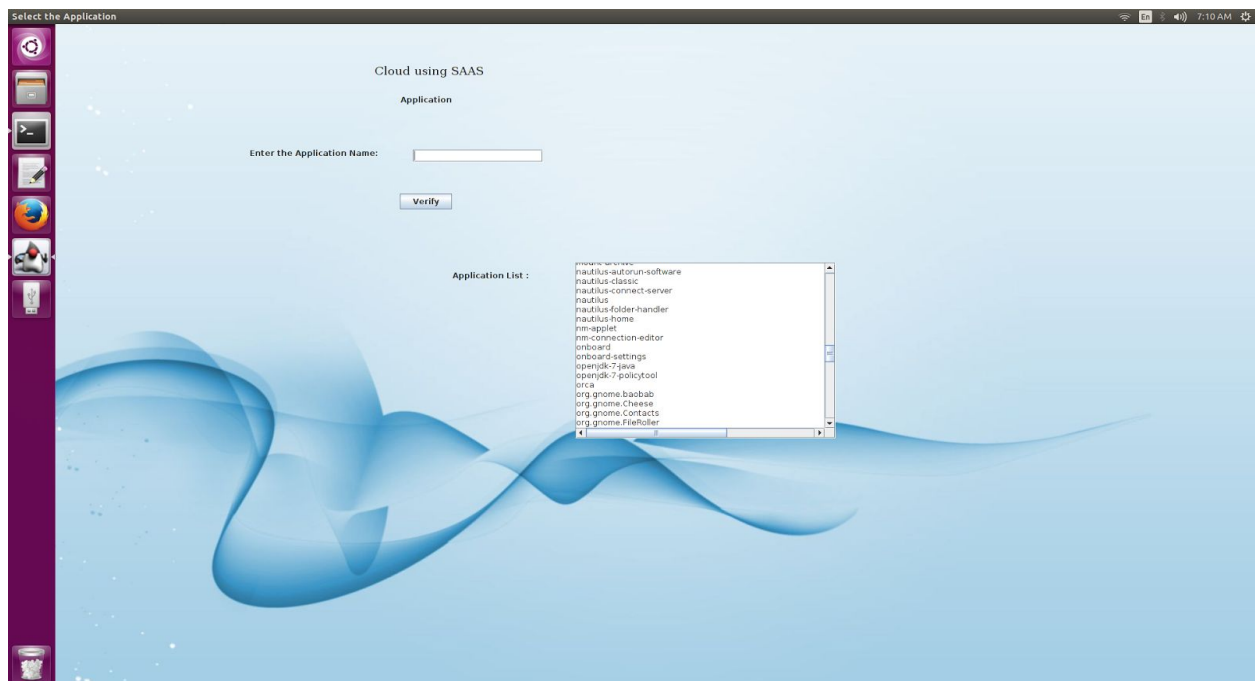 Select the Application
En
7:10 AM
Cloud using SAAS
Application
Enter the Application Name:
Verify
Application List :
mount-archive
nautilus-autorun-software
nautilus-classic
nautilus-connect-server
nautilus
nautilus-folder-handler
nautilus-home
nm-applet
nm-connection-editor
onboard
onboard-settings
openjdk-7-java
openjdk-7-policytool
orca
org.gnome.baobab
org.gnome.Cheese
org.gnome.Contacts
org.gnome.FileRoller